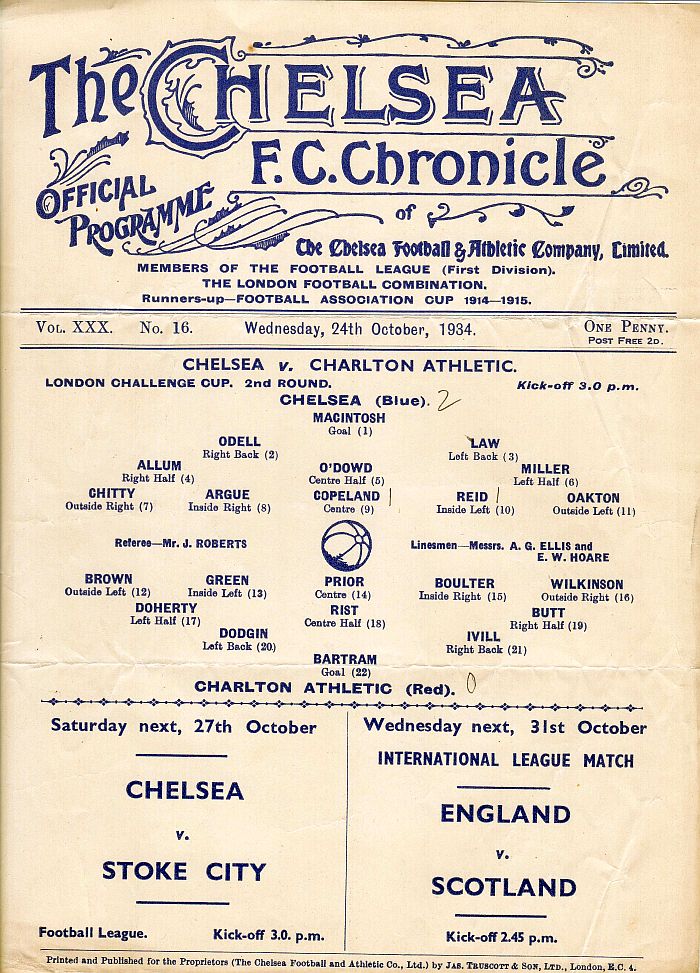 The Chelsea
F.C. Chronicle
Official
Programme
of
The Chelsea Football & Athletic Company, Limited.
MEMBERS OF THE FOOTBALL LEAGUE (First Division).
THE LONDON FOOTBALL COMBINATION.
Runners-up—FOOTBALL ASSOCIATION CUP 1914—1915.
Vol. XXX. No. 16. Wednesday, 24th October, 1934. One Penny.
Post Free 2d.
CHELSEA v. CHARLTON ATHLETIC.
LONDON CHALLENGE CUP. 2nd ROUND. Kick-off 3.0 p.m.
CHELSEA (Blue). 2
MACINTOSH
Goal (1)
ODELL LAW
Right Back (2) Left Back (3)
ALLUM O'DOWD MILLER
Right Half (4) Centre Half (5) Left Half (6)
CHITTY ARGUE COPELAND | REID | OAKTON
Outside Right (7) Inside Right (8) Centre (9) Inside Left (10) Outside Left (11)
Referee—Mr. J. ROBERTS Linesmen—Messrs. A. G. ELLIS and
E. W. HOARE
BROWN GREEN PRIOR BOULTER WILKINSON
Outside Left (12) Inside Left (13) Centre (14) Inside Right (15) Outside Right (16)
DOHERTY RIST BUTT
Left Half (17) Centre Half (18) Right Half (19)
DODGIN IVILL
Left Back (20) Right Back (21)
BARTRAM
Goal (22)
CHARLTON ATHLETIC (Red). 0
Saturday next, 27th October
CHELSEA
v.
STOKE CITY
Football League. Kick-off 3.0. p.m.
Wednesday next, 31st October
INTERNATIONAL LEAGUE MATCH
ENGLAND
v.
SCOTLAND
Kick-off 2.45 p.m.
Printed and Published for the Proprietors (The Chelsea Football and Athletic Co., Ltd.) by Jas. Truscott & Son, Ltd., London, E.C. 4.